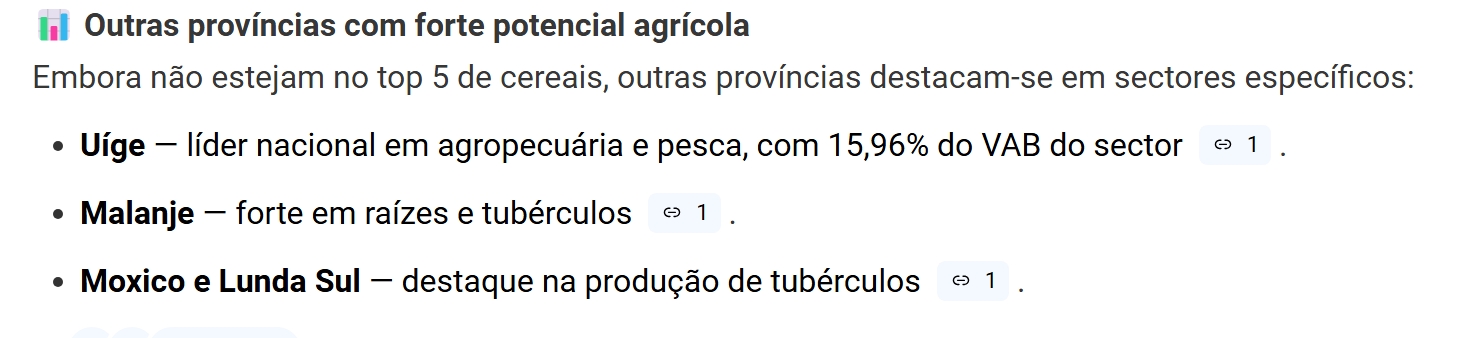 Outras províncias com forte potencial agrícola
Embora não estejam no top 5 de cereais, outras províncias destacam-se em sectores específicos:
• Uíge — líder nacional em agropecuária e pesca, com 15,96% do VAB do sector 1 .
• Malanje — forte em raízes e tubérculos 1 .
• Moxico e Lunda Sul — destaque na produção de tubérculos 1 .